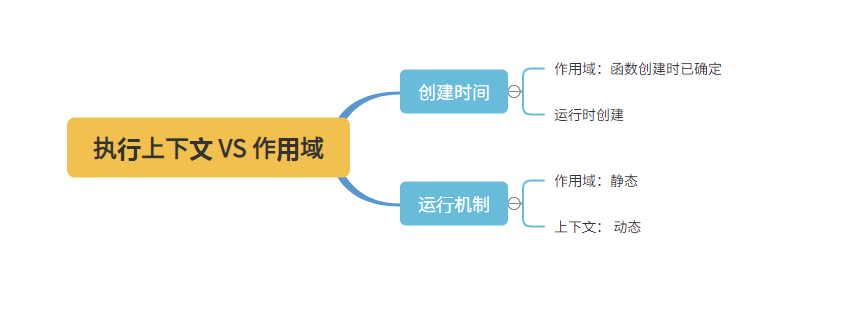 执行上下文 VS 作用域
创建时间
作用域：函数创建时已确定
运行时创建
运行机制
作用域：静态
上下文： 动态